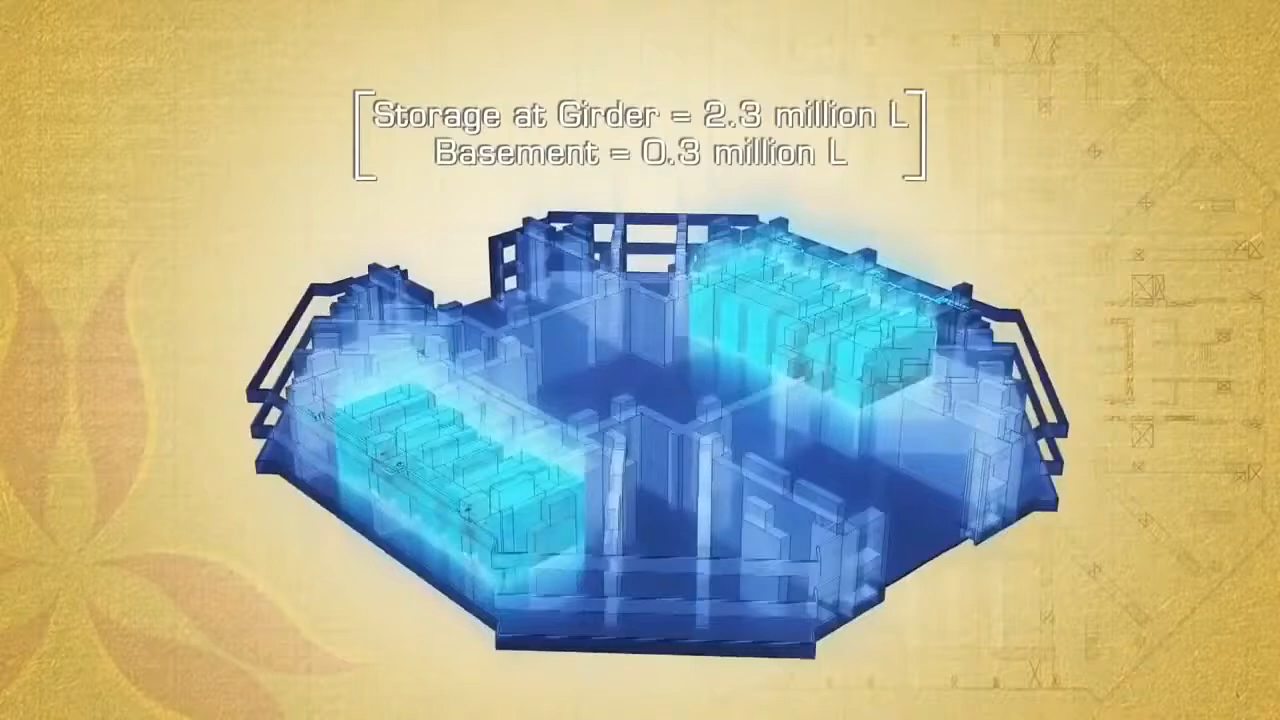 Storage at Girder = 2.3 million L
Basement = 0.3 million L